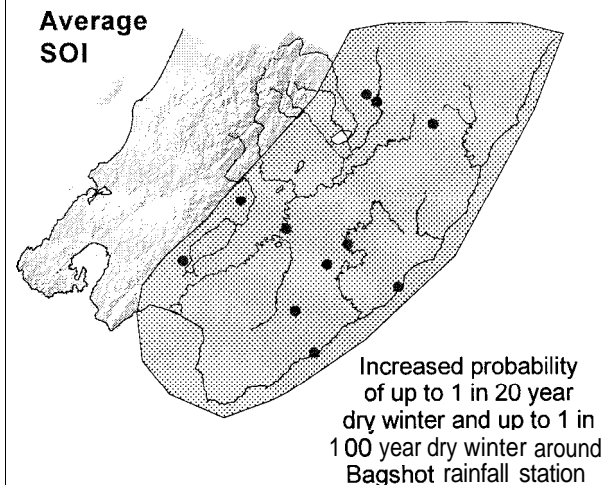 Average
SOI
Increased probability
of up to 1 in 20 year
dry winter and up to 1 in
100 year dry winter around
Bagshot rainfall station